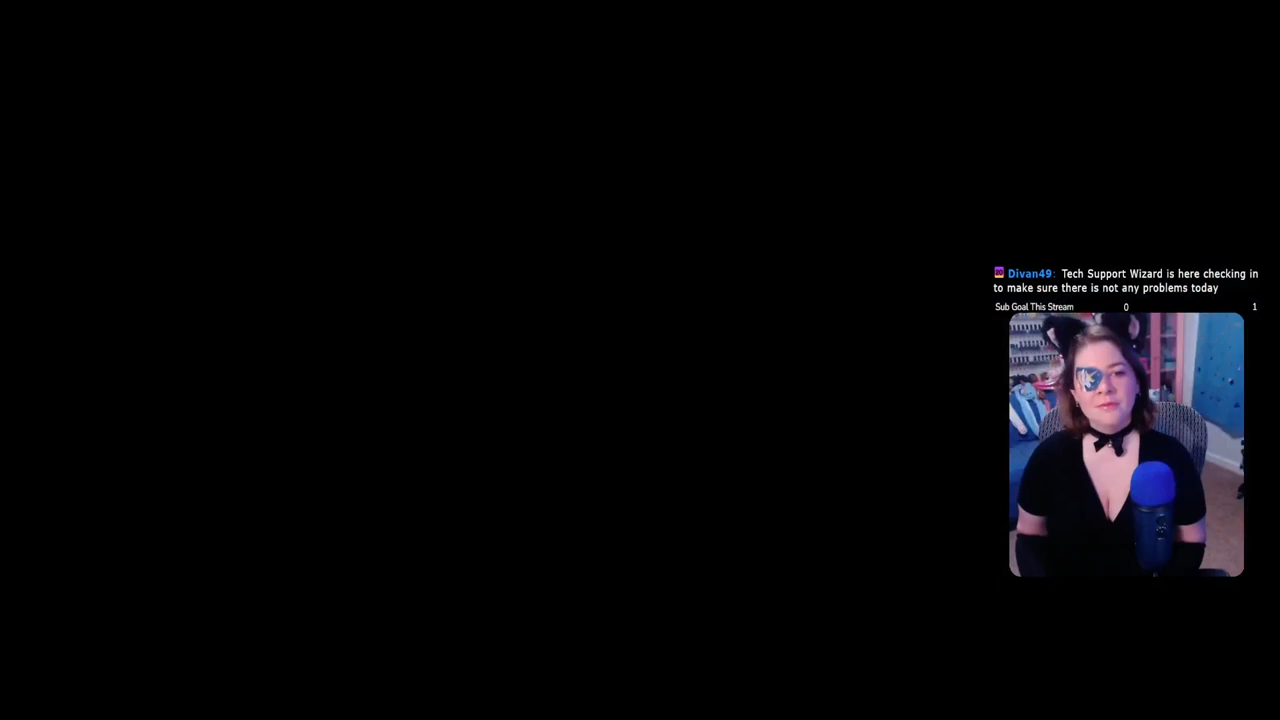 Divan49: Tech Support Wizard is here checking in
to make sure there is not any problems today
Sub Goal This Stream 0 1